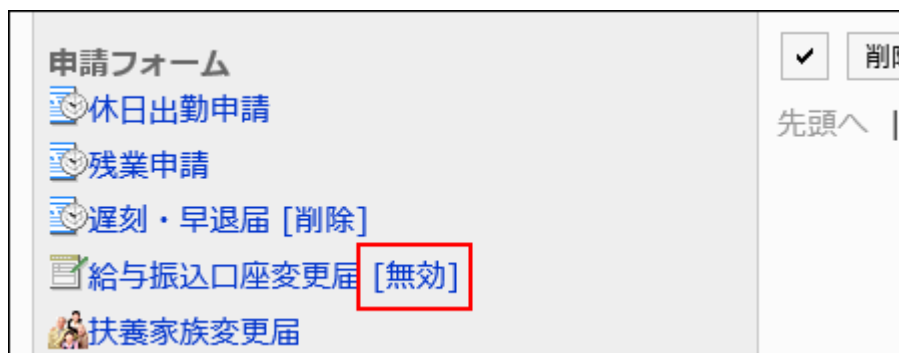 申請フォーム
休日出勤申請
残業申請
遅刻・早退届 [削除]
給与振込口座変更届 [無効]
扶養家族変更届
削
先頭へ |